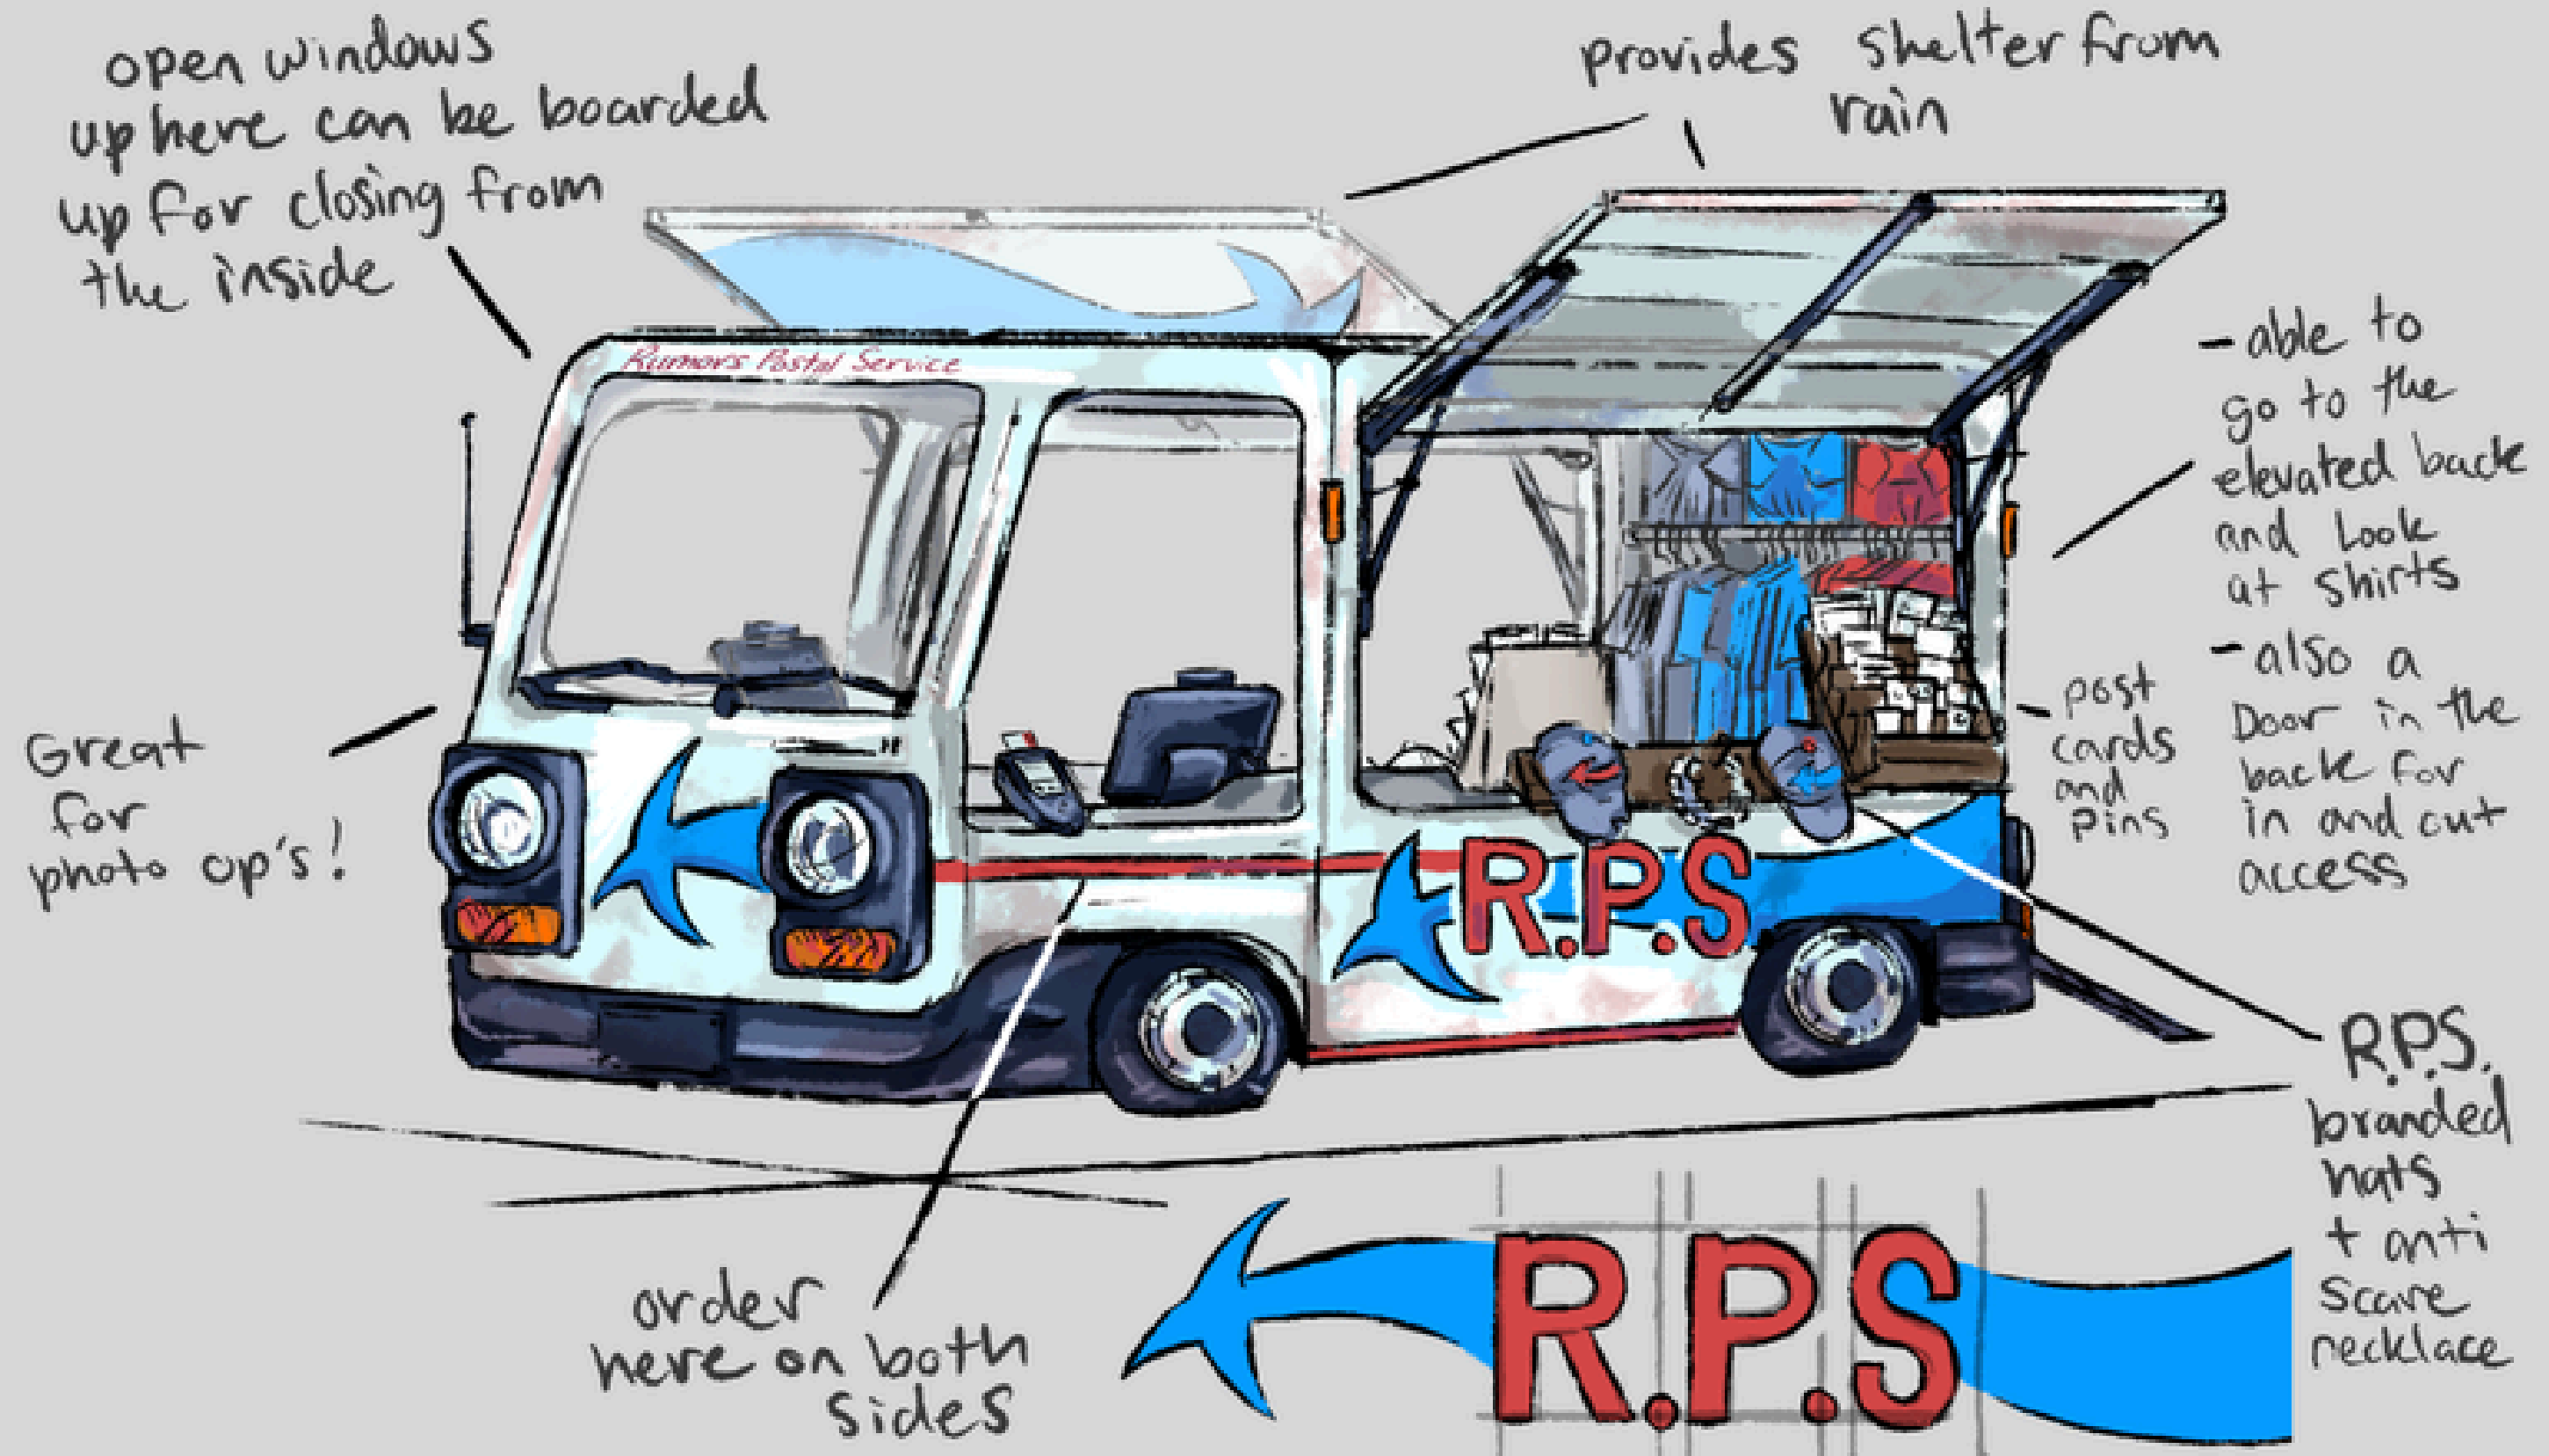 open windows
up here can be boarded
up for closing from
the inside
provides shelter from
rain
Rumors Postal Service
- able to
go to the
elevated back
and Look
at shirts
- also a
Door in the
back for
in and out
access
post
cards
and
pins
Great
for
photo op's!
R.P.S
R.P.S.
branded
hats
+ anti
scare
necklace
order
here on both
sides
R.P.S